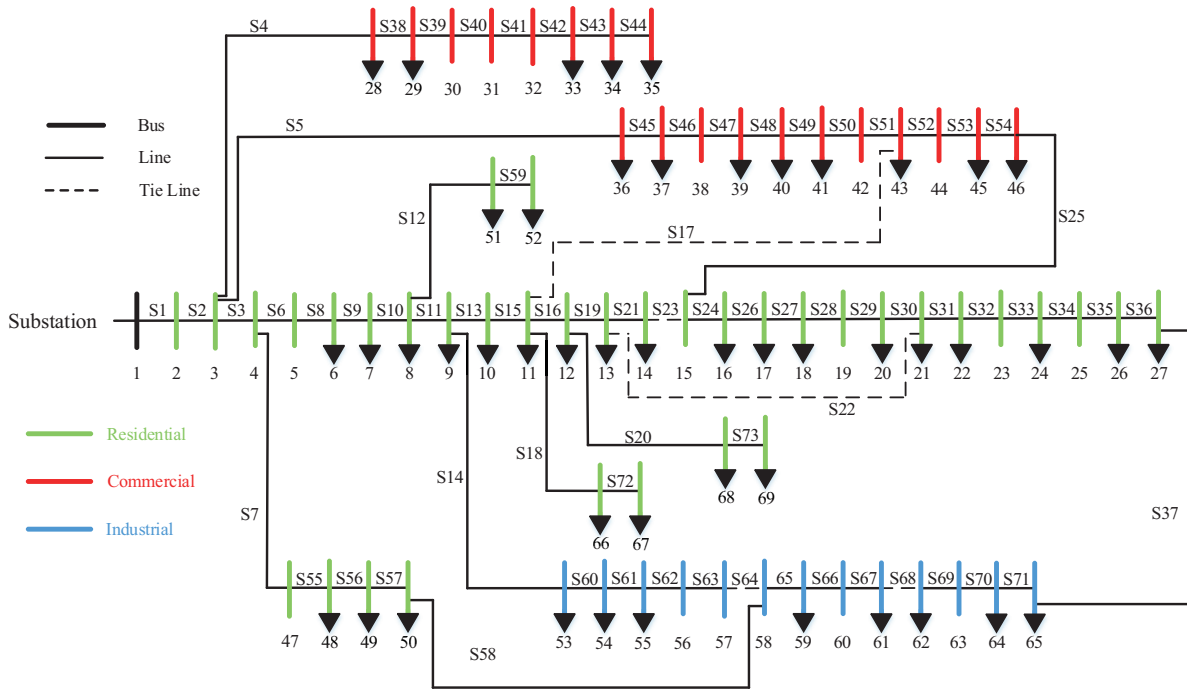 S4 S38 S39 S40 S41 S42 S43 S44
28 29 30 31 32 33 34 35
Bus
Line
Tie Line
S5 S45 S46 S47 S48 S49 S50 S51 S52 S53 S54
36 37 38 39 40 41 42 43 44 45 46
S59
S12
51 52
S17
S25
Substation
S1 S2 S3 S6 S8 S9 S10 S11 S13 S15 S16 S19 S21 S23 S24 S26 S27 S28 S29 S30 S31 S32 S33 S34 S35 S36
1 2 3 4 5 6 7 8 9 10 11 12 13 14 15 16 17 18 19 20 21 22 23 24 25 26 27
S22
Residential
Commercial
Industrial
S20 S73
68 69
S18 S72
66 67
S14
S7
S37
S55 S56 S57
47 48 49 50
S60 S61 S62 S63 S64 65 S66 S67 S68 S69 S70 S71
53 54 55 56 57 58 59 60 61 62 63 64 65
S58